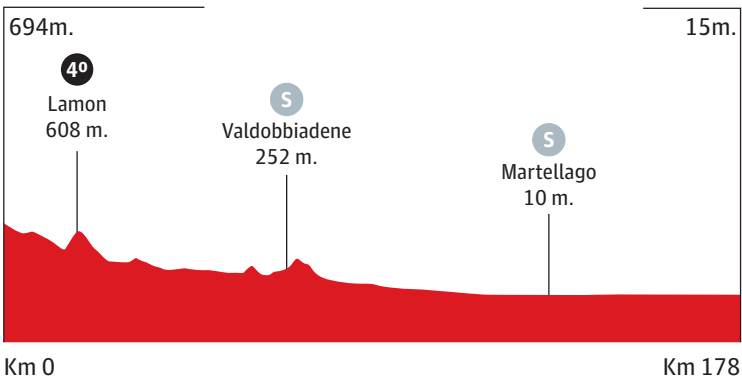 694m.
15m.
4º
Lamon
608 m.
S
Valdobbiadene
252 m.
S
Martellago
10 m.
Km 0
Km 178